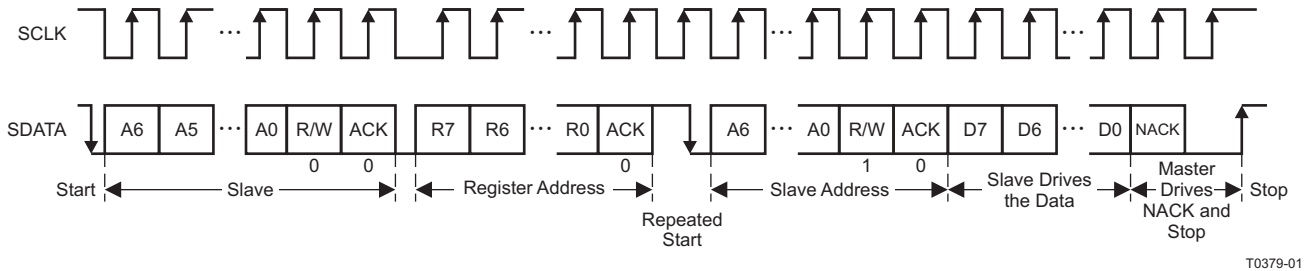 SCLK ... ... ... ...
SDATA A6 A5 ... A0 R/W ACK R7 R6 ... R0 ACK A6 ... A0 R/W ACK D7 D6 ... D0 NACK
0 0 0 1 0
Start Slave Register Address Slave Address Slave Drives the Data Master Drives NACK and Stop Stop
Repeated Start
T0379-01